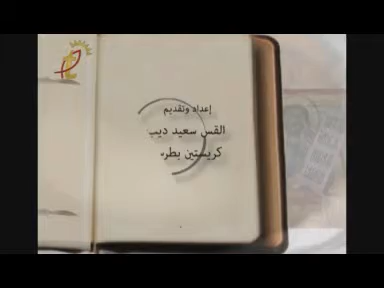 إعداد وتقديم
القس سعيد ديب
كريستين بطرس